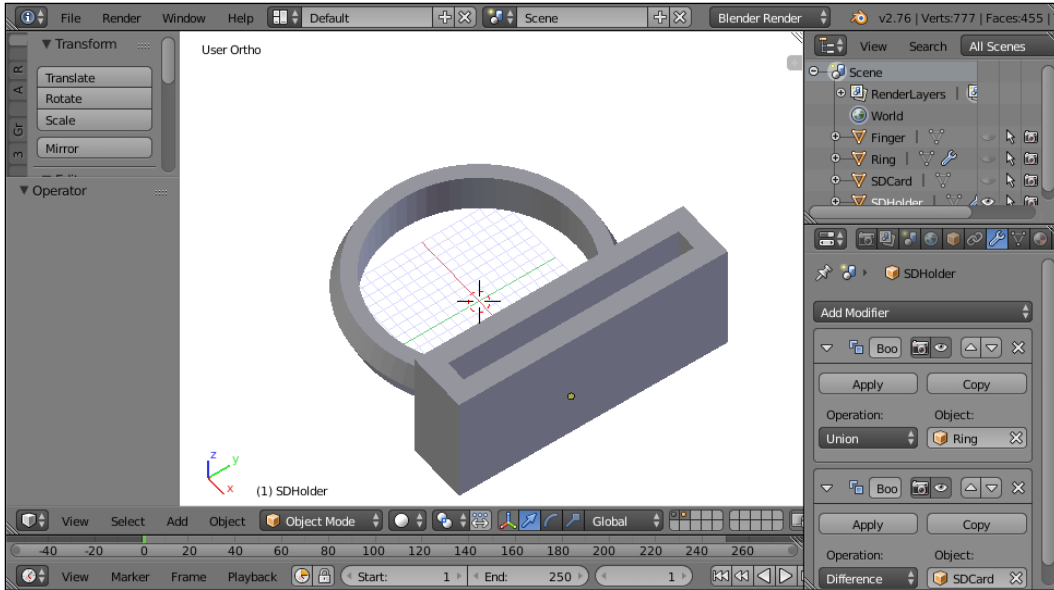 File Render Window Help Default Scene Blender Render v2.76 | Verts:777 | Faces:455 |
Transform
Translate
Rotate
Scale
Mirror
Operator
R
A
Gr
User Ortho
z
y
x
(1) SDHolder
View Search All Scenes
Scene
RenderLayers |
World
Finger |
Ring |
SDCard |
SDHolder |
SDHolder
Add Modifier
Boo
Apply Copy
Operation: Object:
Union Ring
Boo
Apply Copy
Operation: Object:
Difference SDCard
View Select Add Object Object Mode Global
-40 -20 0 20 40 60 80 100 120 140 160 180 200 220 240 260
View Marker Frame Playback Start: 1 End: 250 1